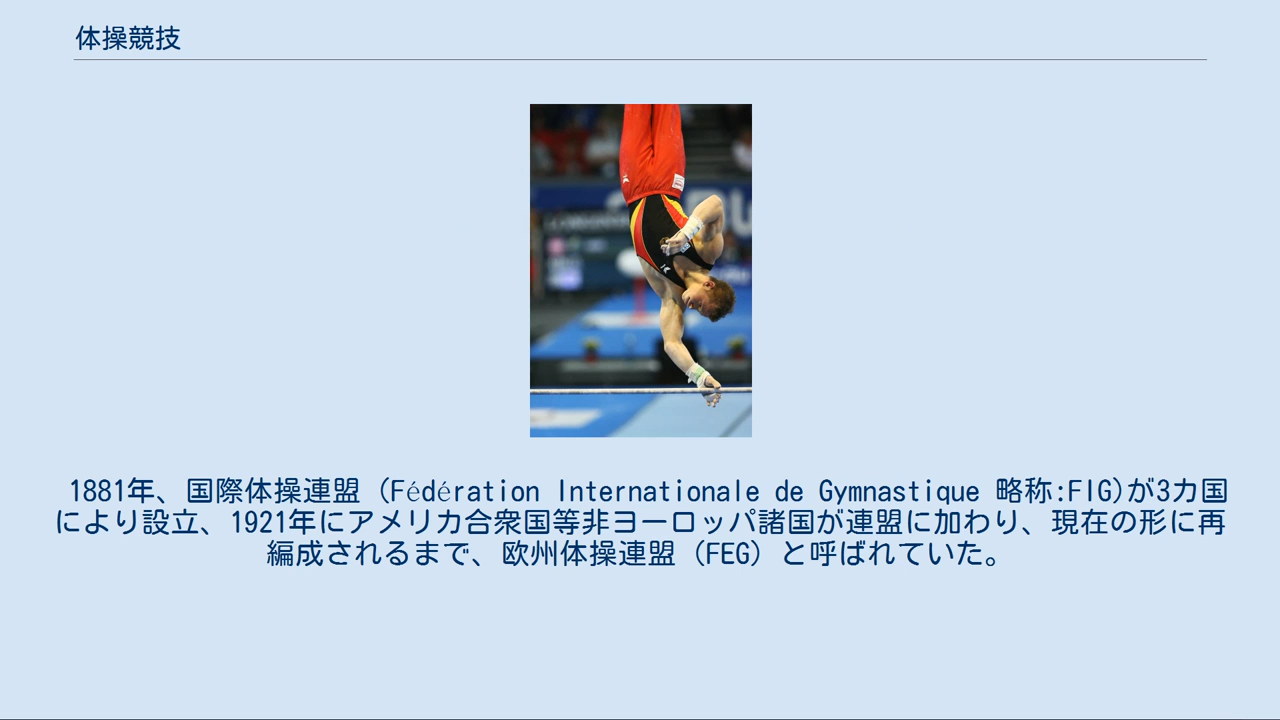 体操競技
1881年、国際体操連盟（Fédération Internationale de Gymnastique 略称:FIG)が3カ国
により設立、1921年にアメリカ合衆国等非ヨーロッパ諸国が連盟に加わり、現在の形に再
編成されるまで、欧州体操連盟（FEG）と呼ばれていた。